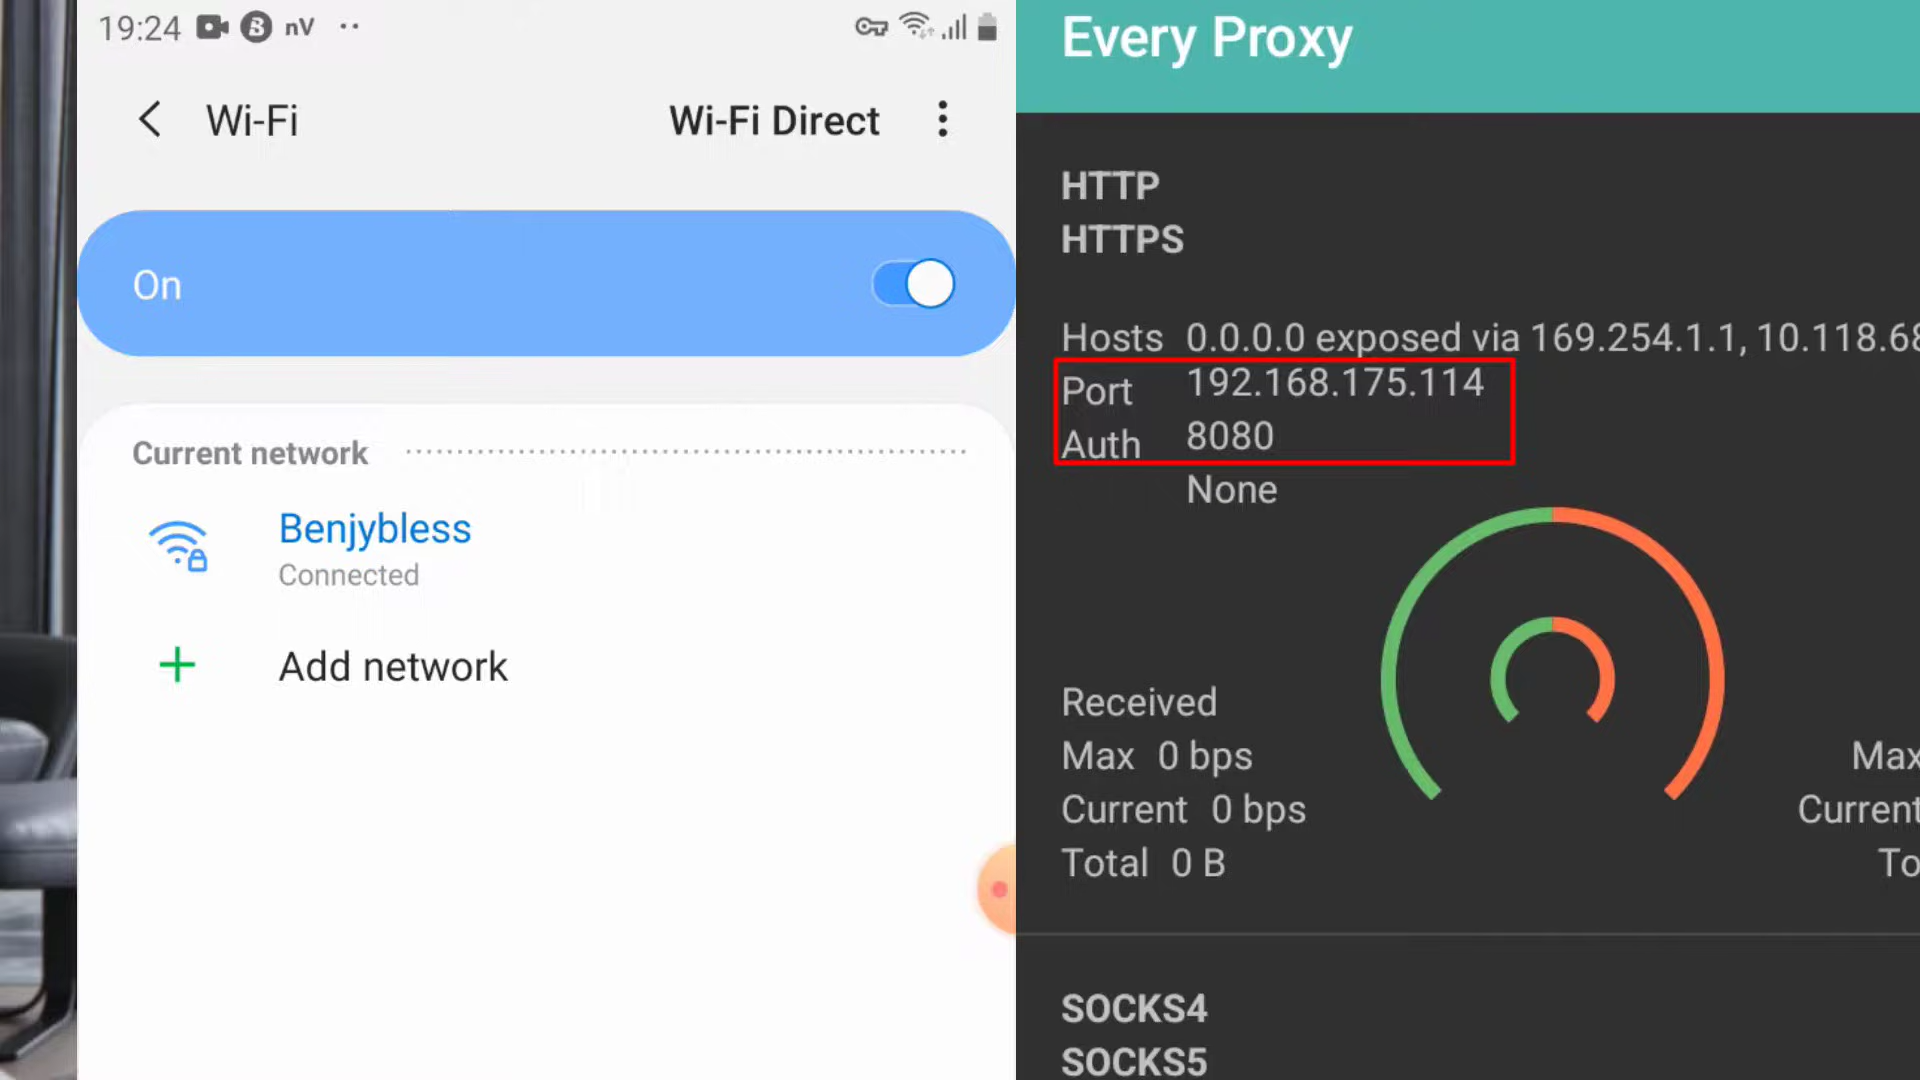 19:24 B nV
Wi-Fi
Wi-Fi Direct
On
Current network
Benjybless
Connected
Add network
Every Proxy
HTTP
HTTPS
Hosts 0.0.0.0 exposed via 169.254.1.1, 10.118.68
Port 192.168.175.114
Auth 8080
None
Received
Max 0 bps
Max
Current 0 bps
Current
Total 0 B
To
SOCKS4
SOCKS5